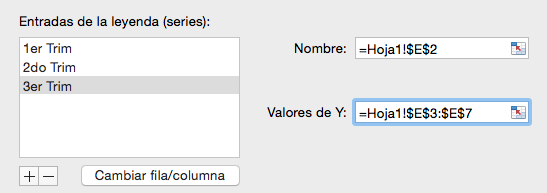 Entradas de la leyenda (series):
1er Trim
2do Trim
3er Trim
Nombre: =Hoja1!$E$2
Valores de Y: =Hoja1!$E$3:$E$7
+ − Cambiar fila/columna